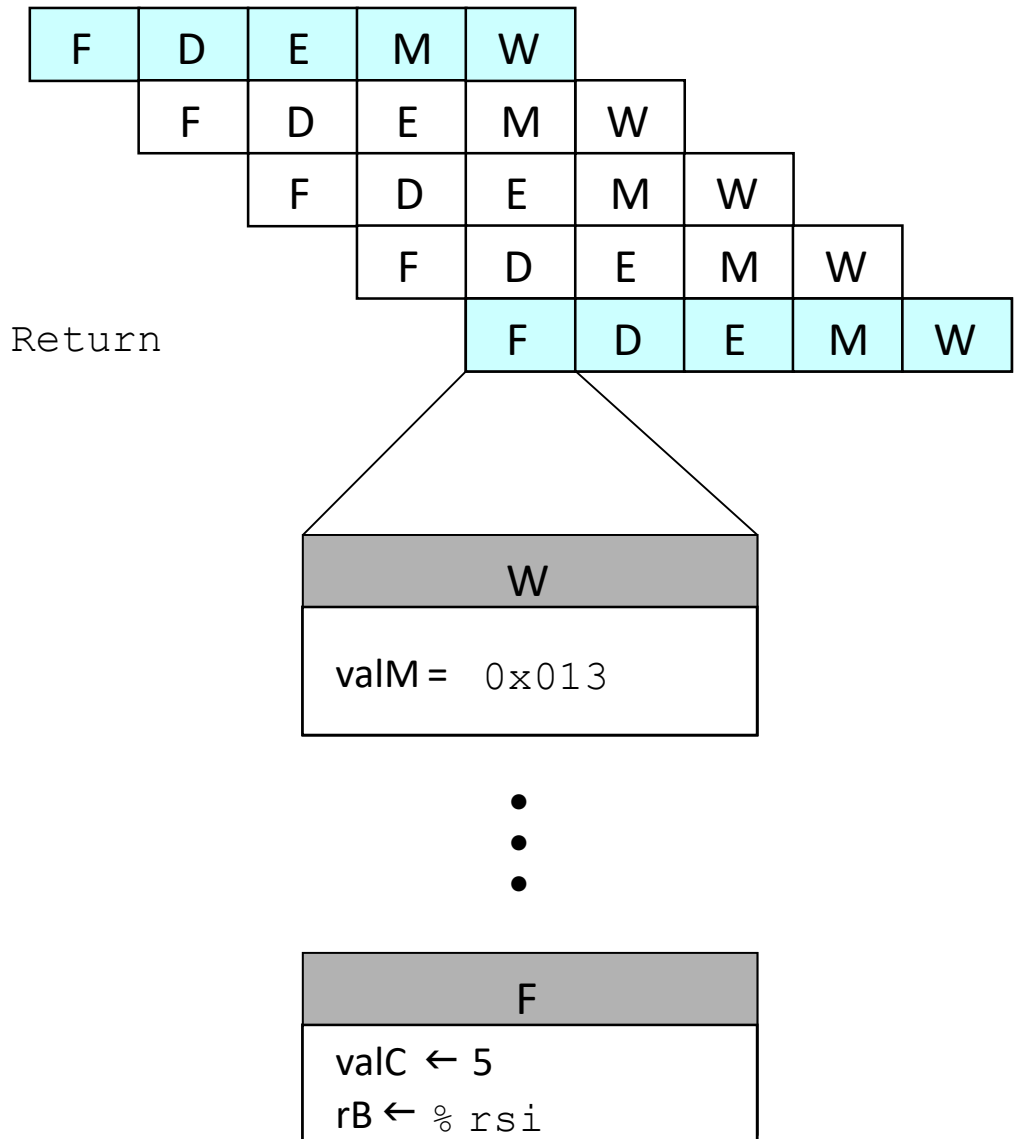 F D E M W
F D E M W
F D E M W
F D E M W
Return F D E M W
W
valM = 0x013
•
•
•
F
valC ← 5
rB ← % rsi